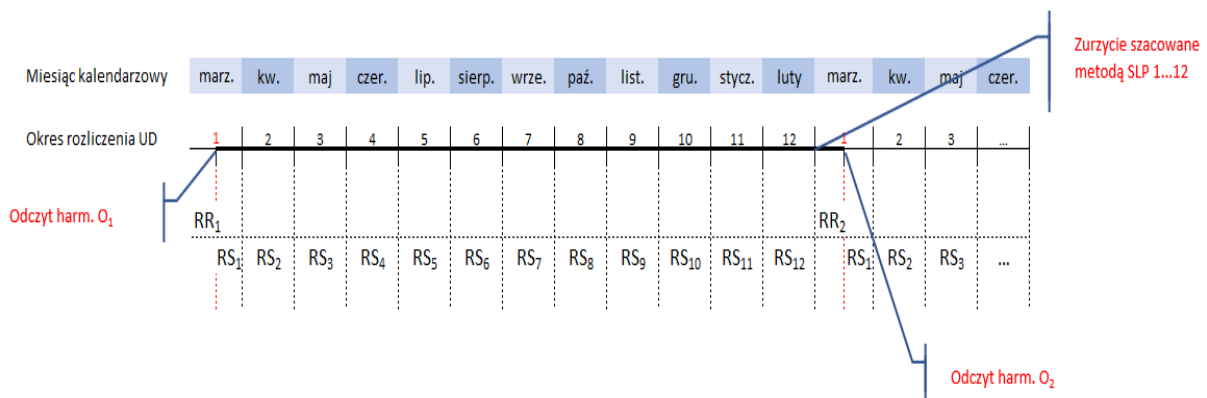 Zurzycie szacowane
metodą SLP 1...12
Miesiąc kalendarzowy marz. kw. maj czer. lip. sierp. wrze. paź. list. gru. stycz. luty marz. kw. maj czer.
Okres rozliczenia UD 1 2 3 4 5 6 7 8 9 10 11 12 1 2 3 ...
Odczyt harm. O₁
RR₁ RR₂
RS₁ RS₂ RS₃ RS₄ RS₅ RS₆ RS₇ RS₈ RS₉ RS₁₀ RS₁₁ RS₁₂ RS₁ RS₂ RS₃ ...
Odczyt harm. O₂